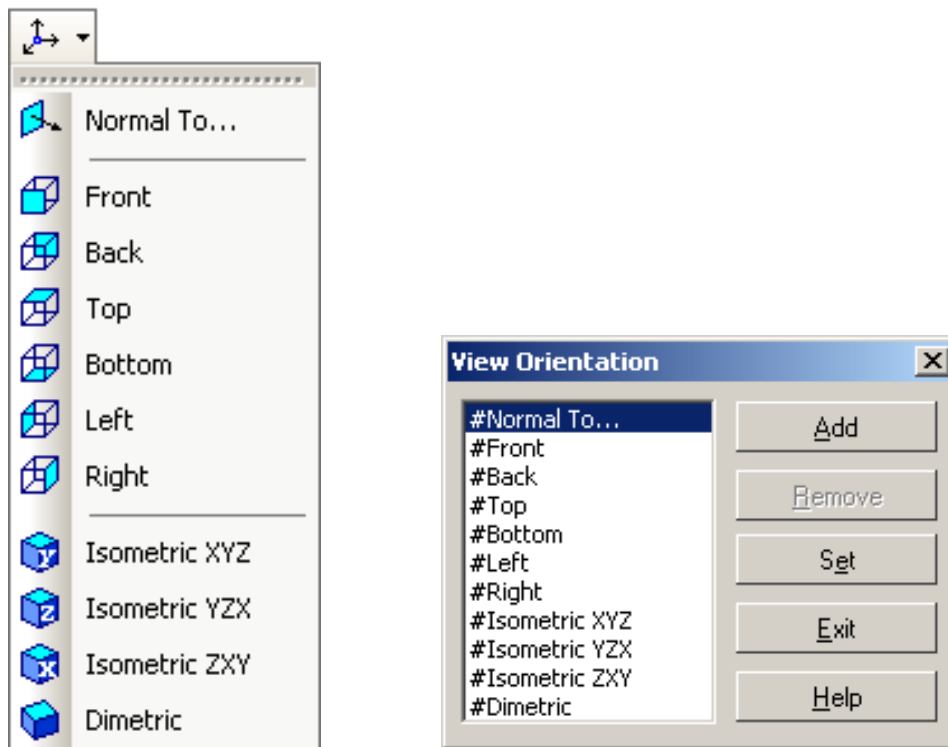 Normal To...
Front
Back
Top
Bottom
Left
Right
y Isometric XYZ
z Isometric YZX
x Isometric ZXY
Dimetric
View Orientation
#Normal To...
#Front
#Back
#Top
#Bottom
#Left
#Right
#Isometric XYZ
#Isometric YZX
#Isometric ZXY
#Dimetric
Add
Remove
Set
Exit
Help